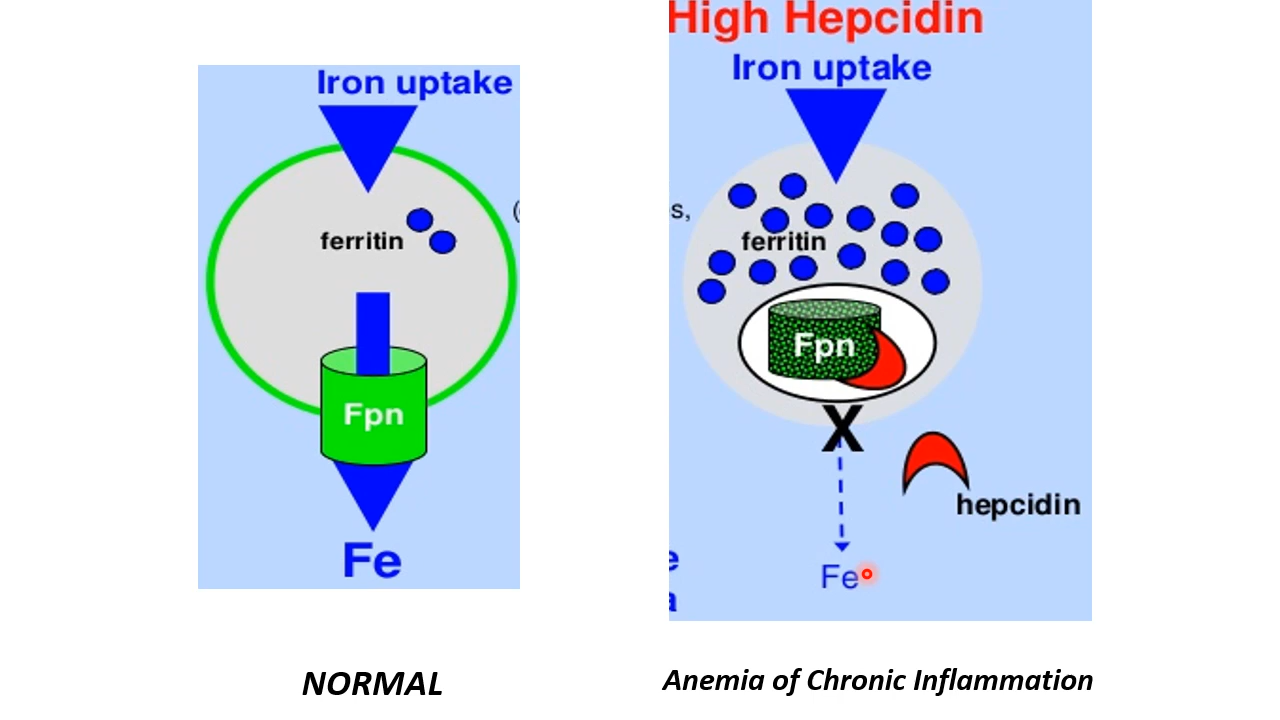 Iron uptake
(
ferritin
Fpn
Fe
NORMAL
High Hepcidin
Iron uptake
s,
ferritin
Fpn
X
hepcidin
e
Fe
a
Anemia of Chronic Inflammation